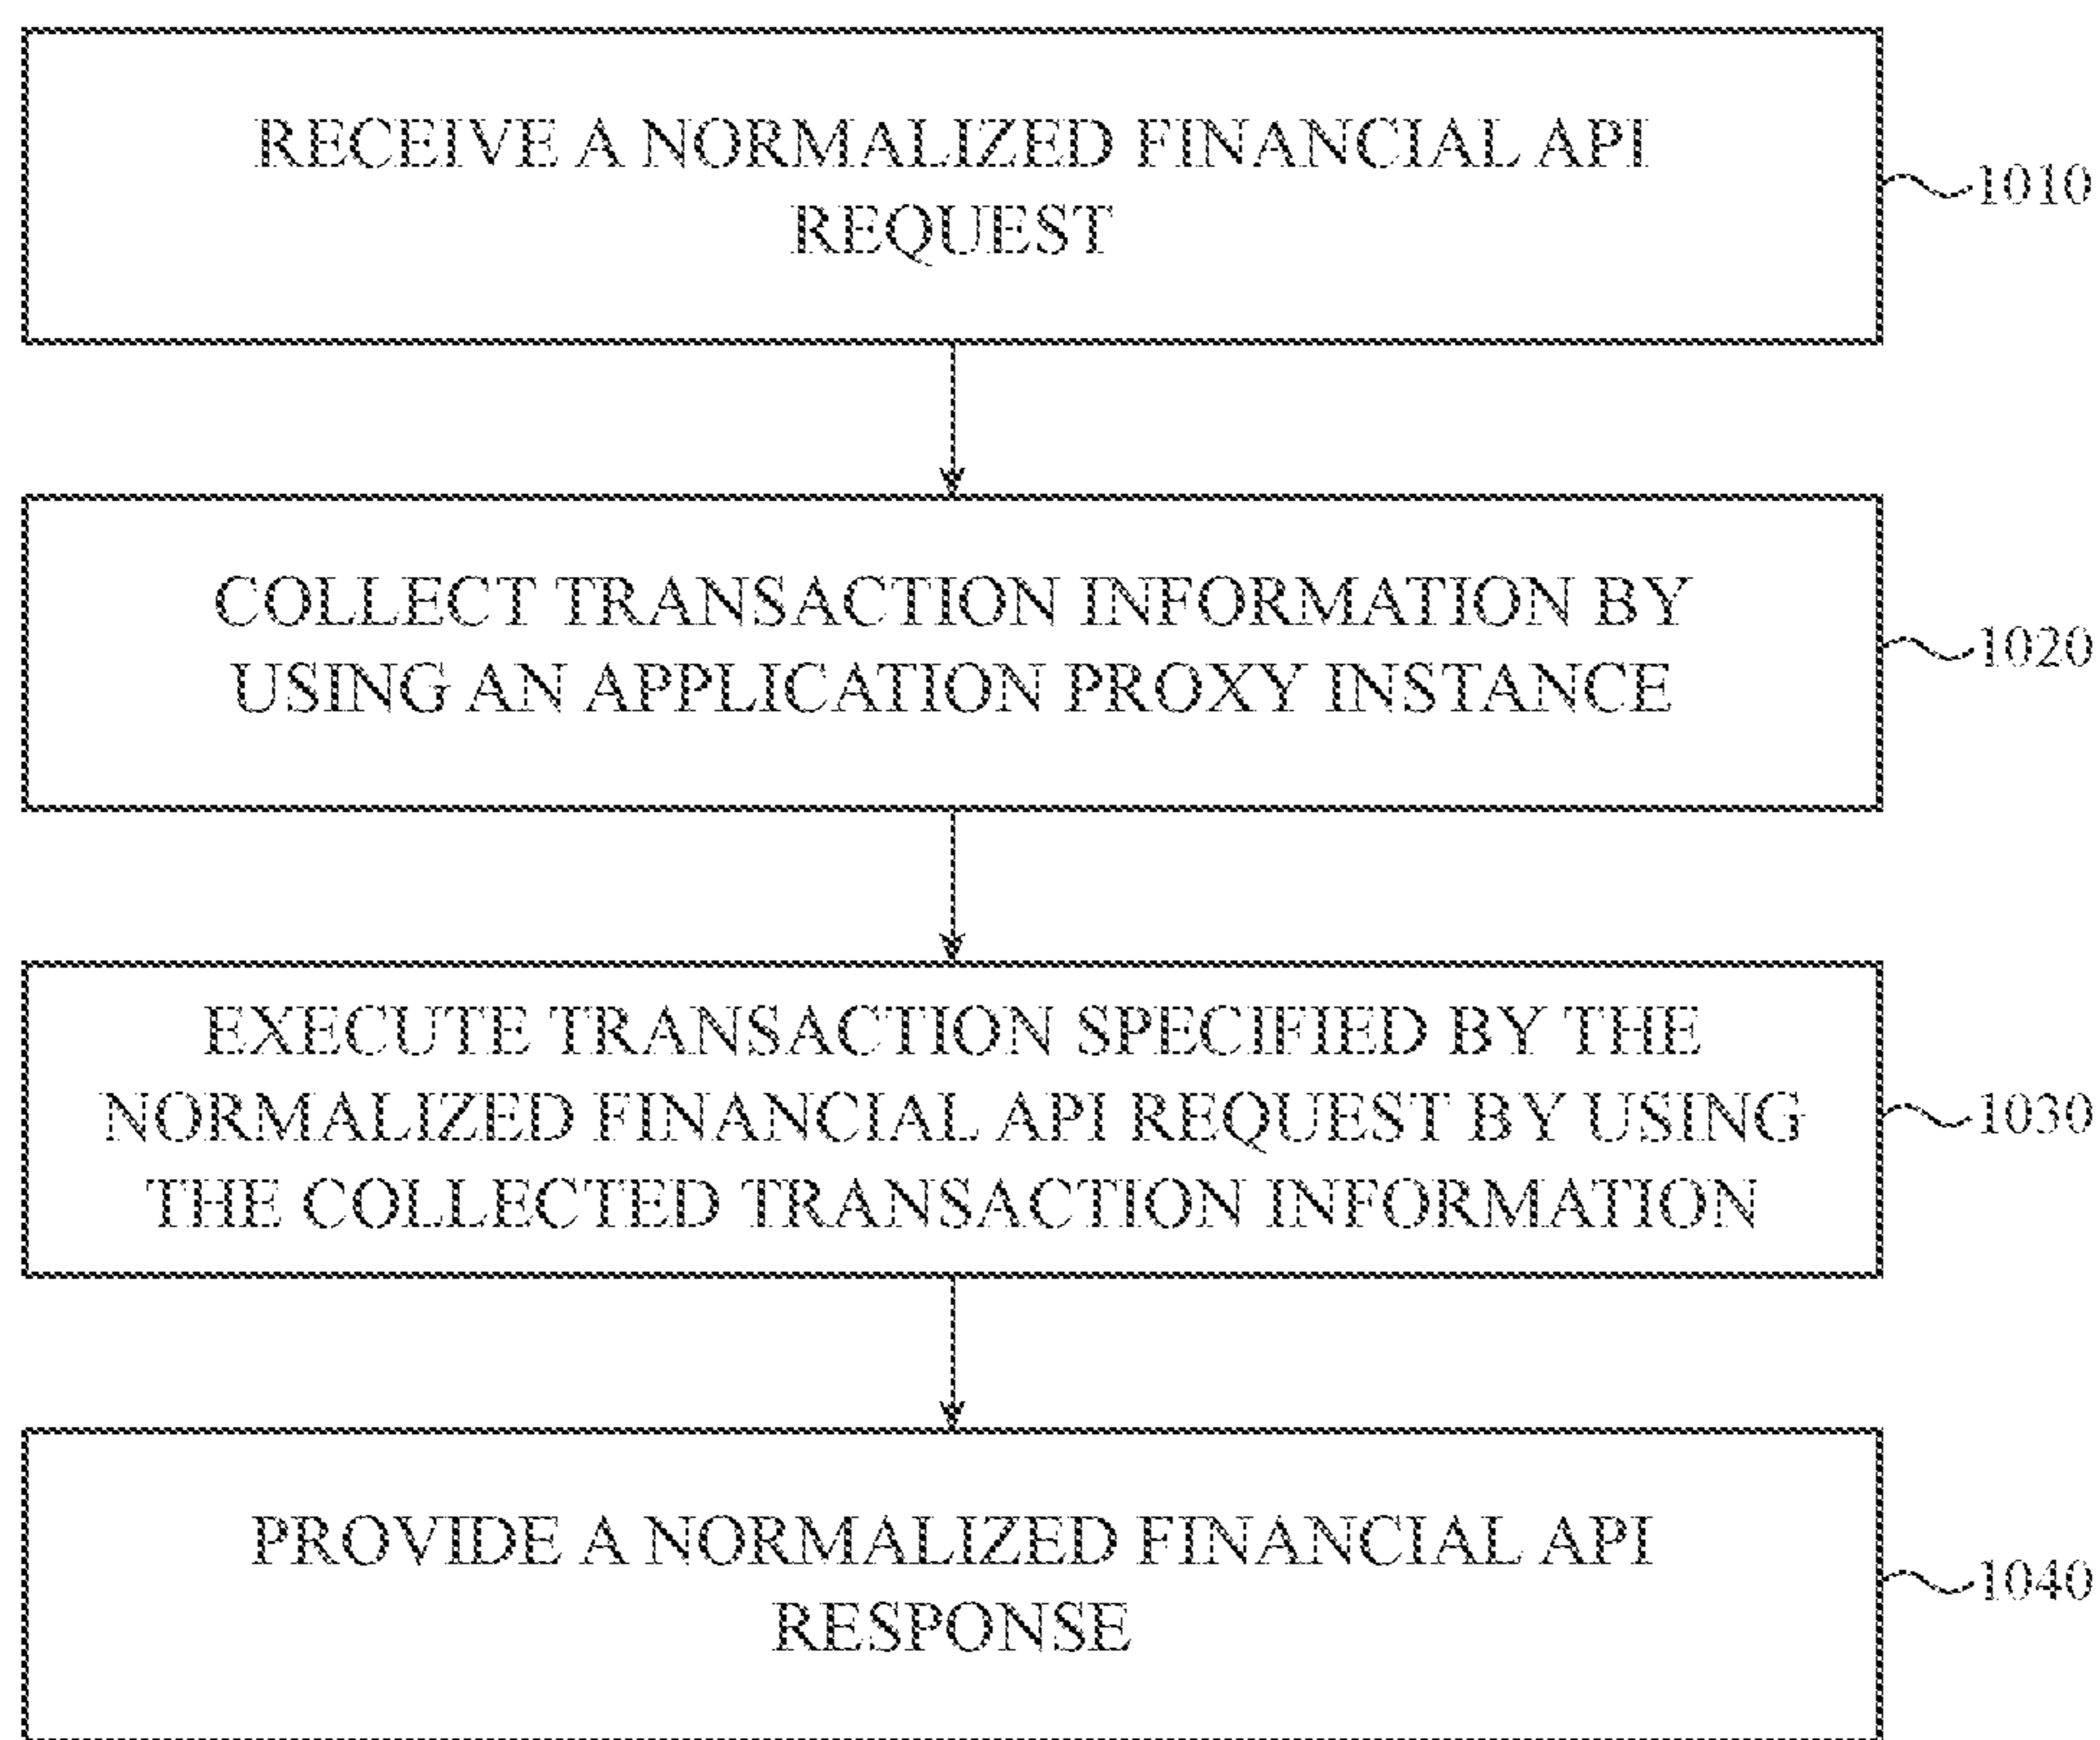 RECEIVE A NORMALIZED FINANCIAL API
REQUEST
1010
COLLECT TRANSACTION INFORMATION BY
USING AN APPLICATION PROXY INSTANCE
1020
EXECUTE TRANSACTION SPECIFIED BY THE
NORMALIZED FINANCIAL API REQUEST BY USING
THE COLLECTED TRANSACTION INFORMATION
1030
PROVIDE A NORMALIZED FINANCIAL API
RESPONSE
1040